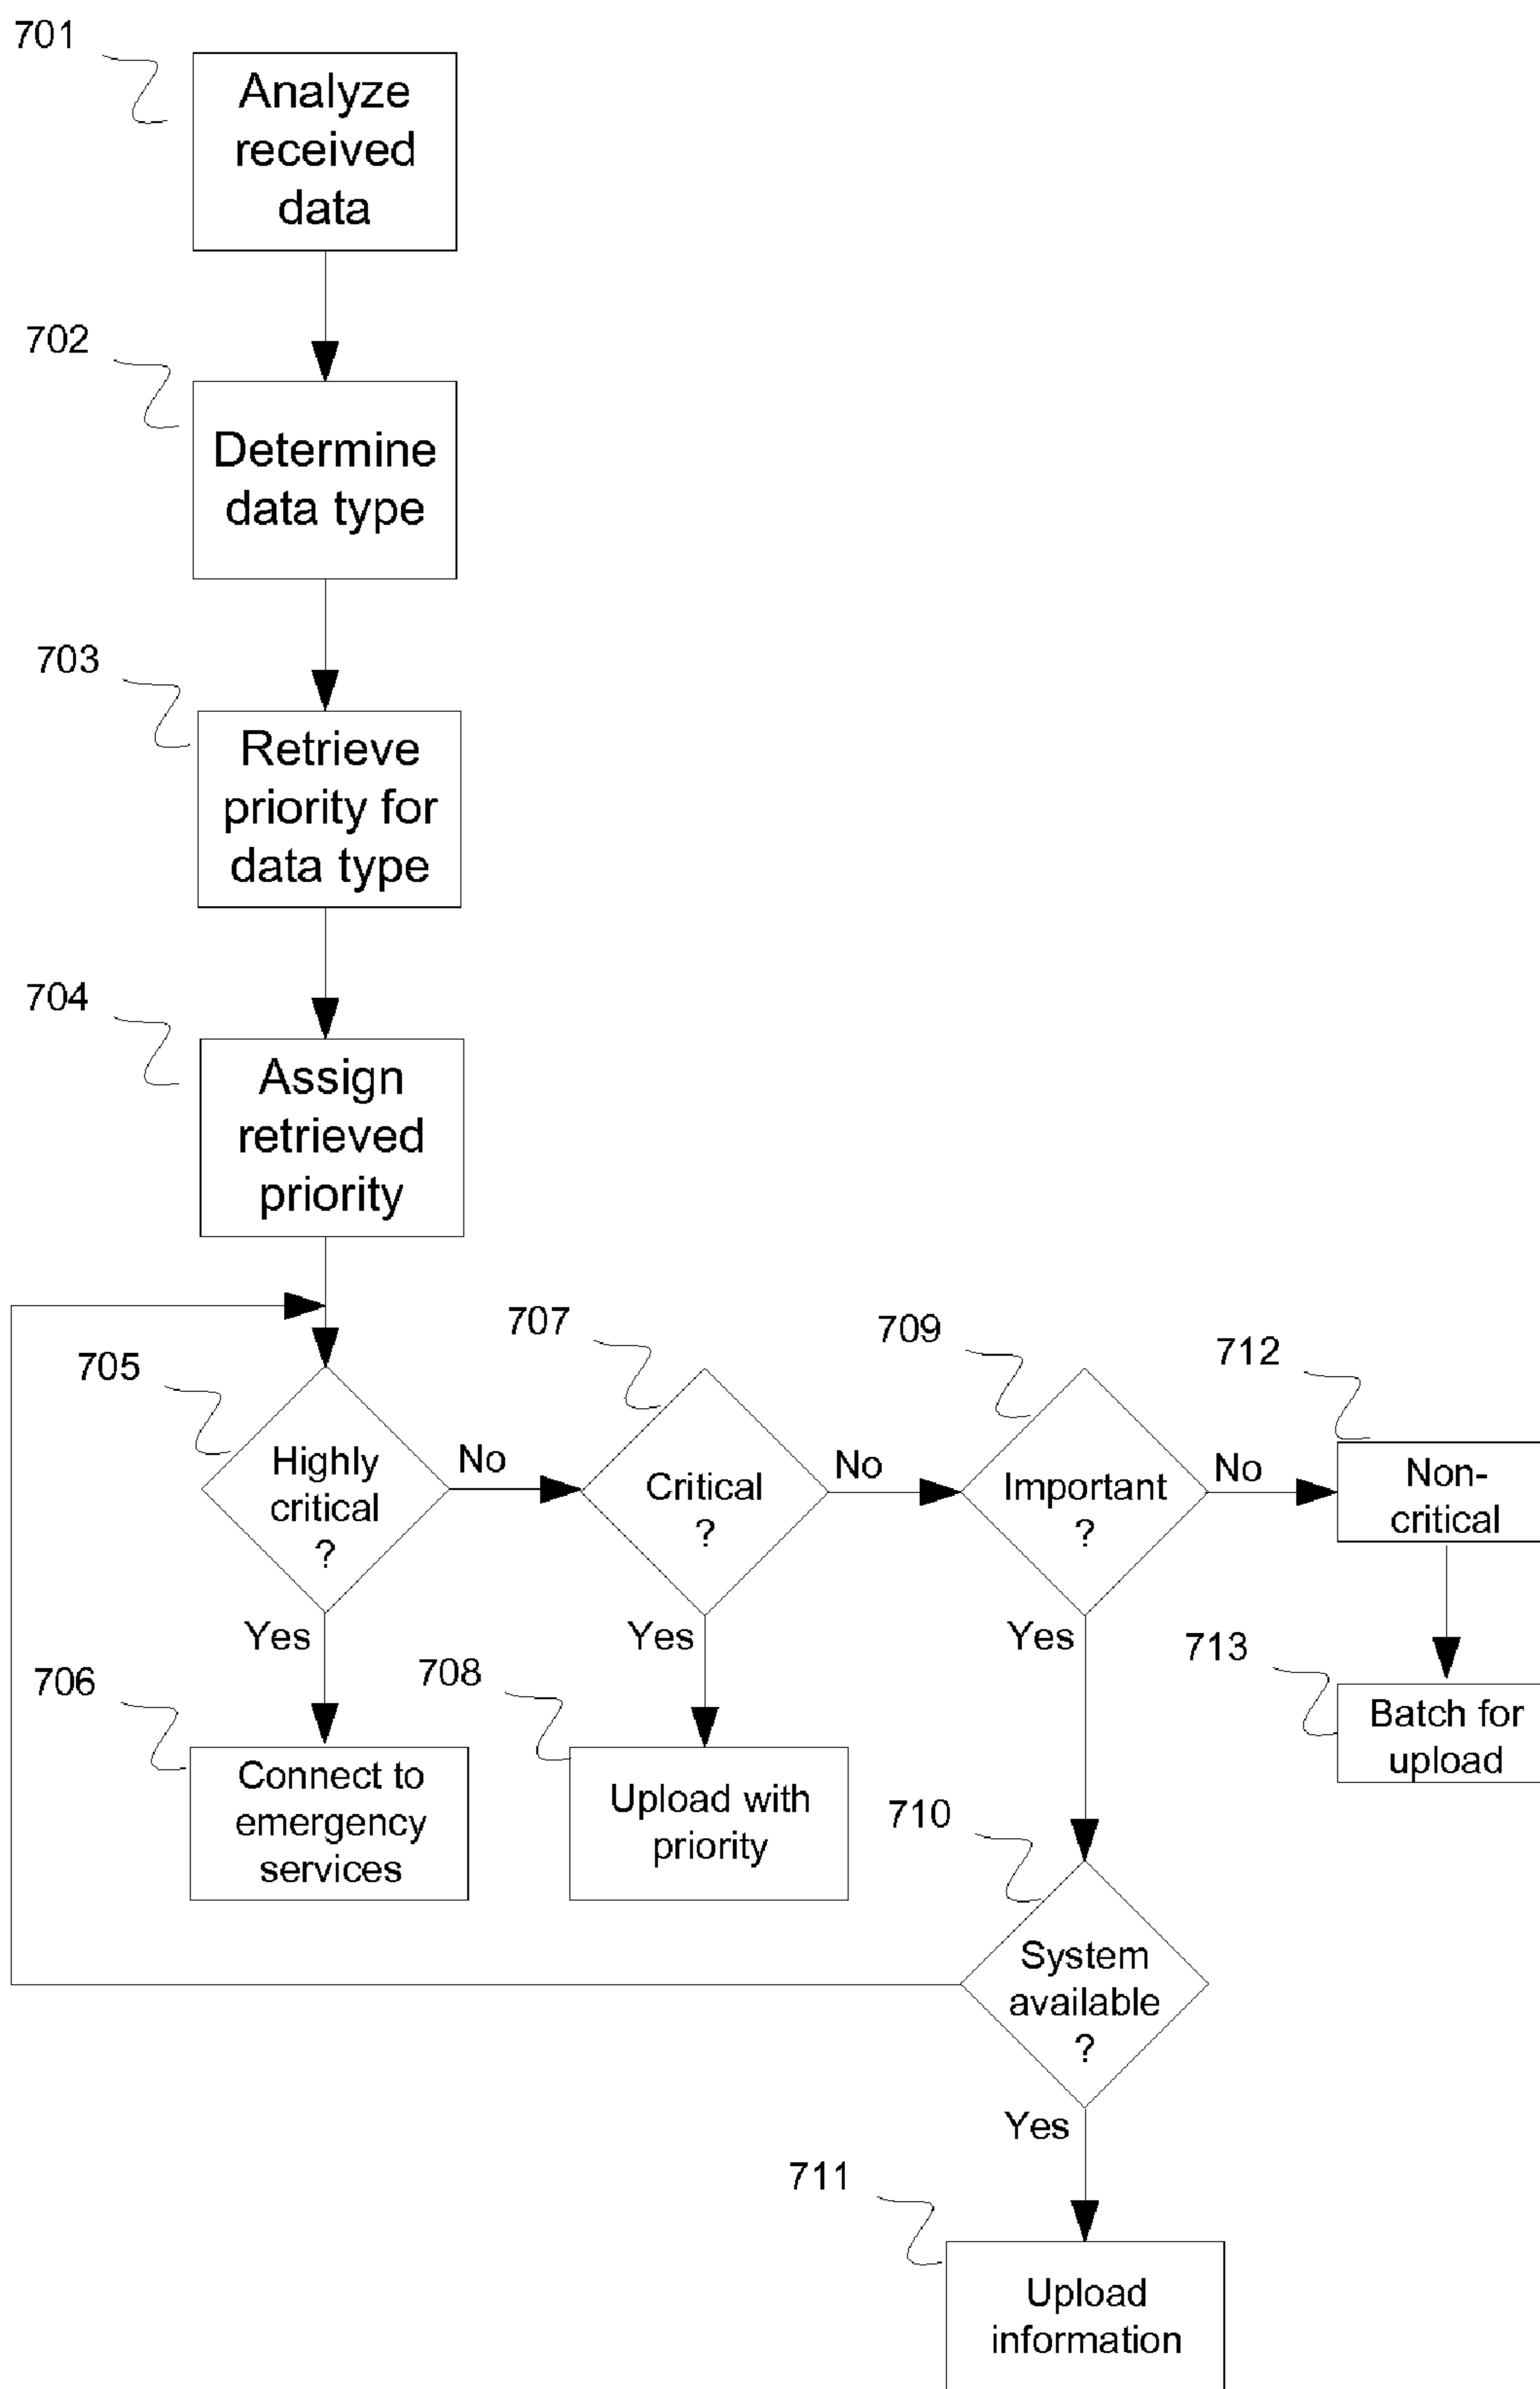 701
Analyze
received
data
702
Determine
data type
703
Retrieve
priority for
data type
704
Assign
retrieved
priority
705
Highly
critical
?
No
Yes
706
Connect to
emergency
services
707
Critical
?
No
Yes
708
Upload with
priority
709
Important
?
No
Yes
710
System
available
?
Yes
711
Upload
information
712
Non-
critical
713
Batch for
upload